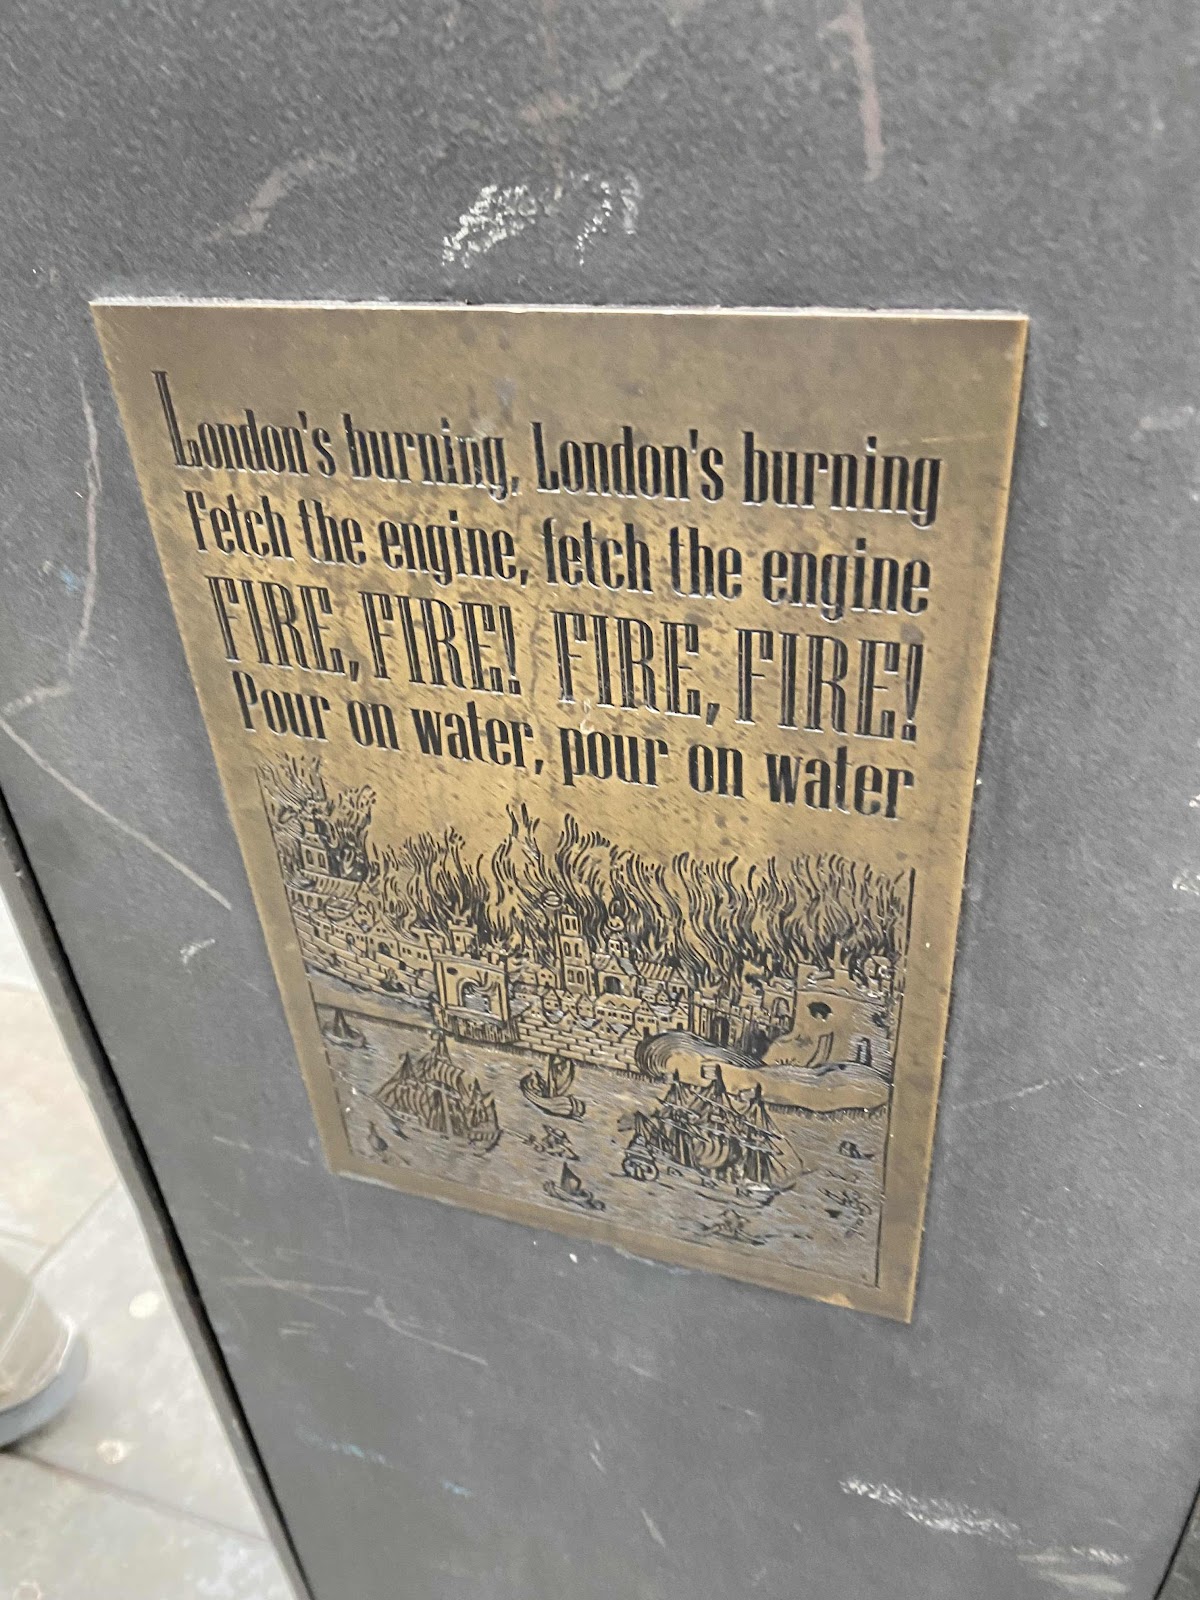 London's burning, London's burning
Fetch the engine, fetch the engine
FIRE, FIRE! FIRE, FIRE!
Pour on water, pour on water